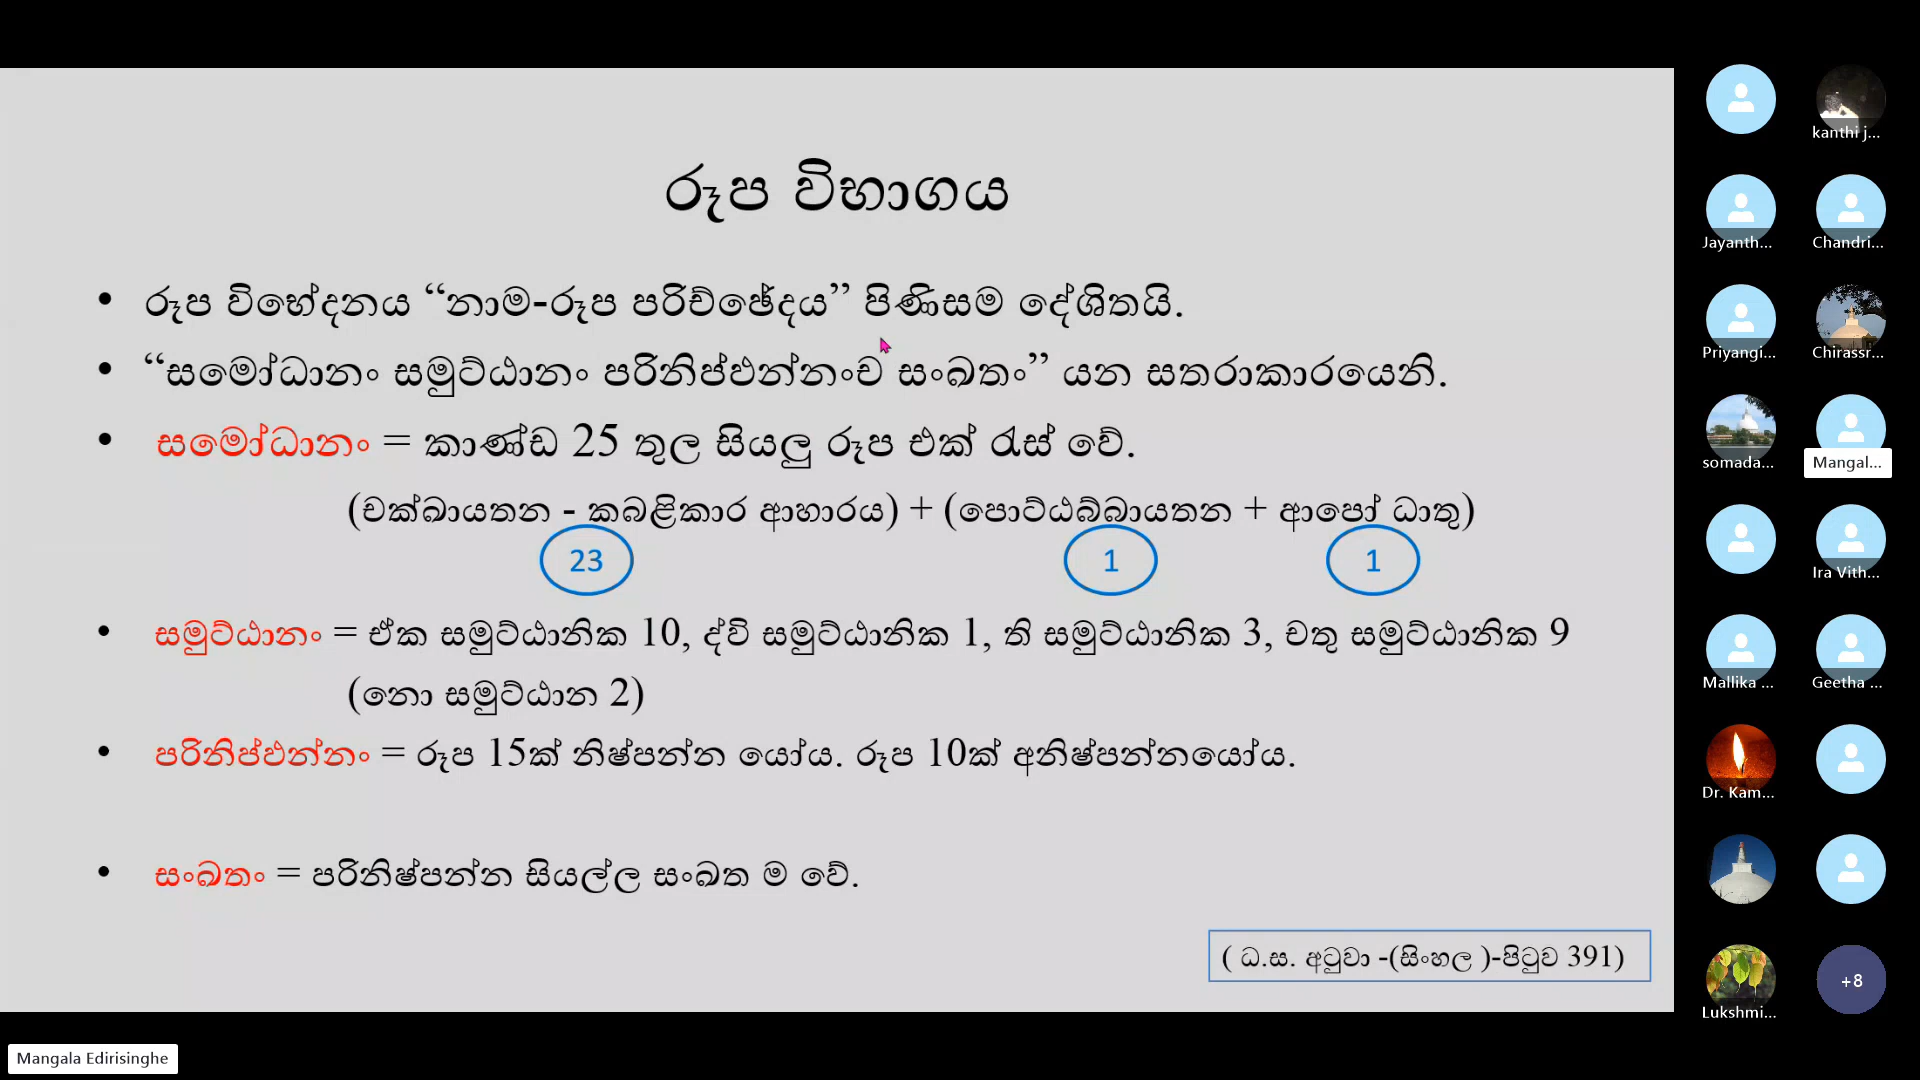 රූප විභාගය
• රූප විභේදනය “නාම-රූප පරිච්ඡේදය” පිණිසම දේශිතයි.
• “සමෝධානං සමුට්ඨානං පරිනිප්ඵන්නංච සංඛතං” යන සතරාකාරයෙනි.
• සමෝධානං = කාණ්ඩ 25 තුල සියලු රූප එක් රැස් වේ.
(චක්ඛායතන - කබළිකාර ආහාරය) + (පොට්ඨබ්බායතන + ආපෝ ධාතු)
23 1 1
• සමුට්ඨානං = ඒක සමුට්ඨානික 10, ද්වි සමුට්ඨානික 1, ති සමුට්ඨානික 3, චතු සමුට්ඨානික 9
(නො සමුට්ඨාන 2)
• පරිනිප්ඵන්නං = රූප 15ක් නිෂ්පන්න යෝය. රූප 10ක් අනිෂ්පන්නයෝය.
• සංඛතං = පරිනිෂ්පන්න සියල්ල සංඛත ම වේ.
( ධ.ස. අටුවා -(සිංහල )-පිටුව 391)
kanthi j...
Jayanth... Chandri...
Priyangi... Chirassr...
somada... Mangal...
Ira Vith...
Mallika ... Geetha ...
Dr. Kam...
Lukshmi... +8
Mangala Edirisinghe